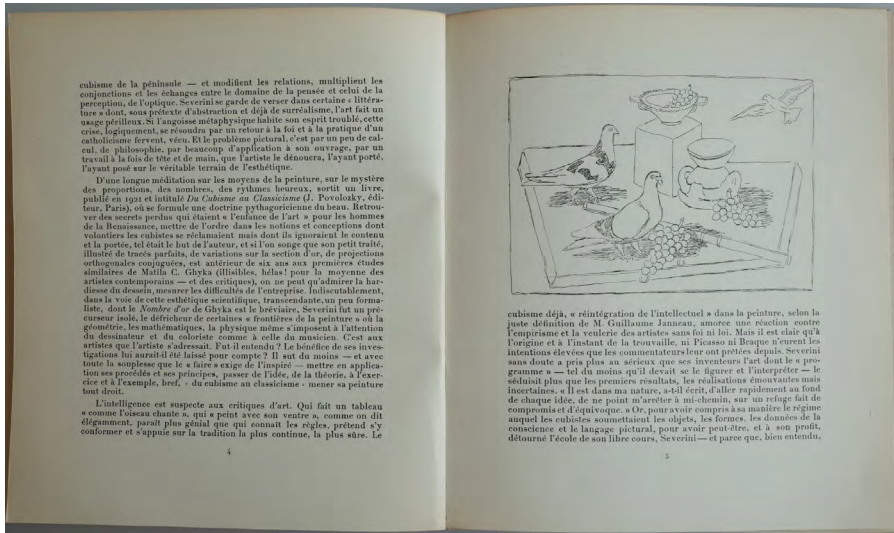 cubisme de la péninsule — et modifient les relations, multiplient les
conjonctions et les échanges entre le domaine de la pensée et celui de la
perception, de l'optique. Severini se garde de verser dans certaine « littéra-
ture » dont, sous prétexte d'abstraction et déjà de surréalisme, l'art fait un
usage périlleux. Si l'angoisse métaphysique habite son esprit troublé, cette
crise, logiquement, se résoudra par un retour à la foi et à la pratique d'un
catholicisme fervent, vécu. Et le problème pictural, c'est par un peu de cal-
cul, de philosophie, par beaucoup d'application à son ouvrage, par un
travail à la fois de tête et de main, que l'artiste le dénouera, l'ayant porté,
l'ayant posé sur le véritable terrain de l'esthétique.
D'une longue méditation sur les moyens de la peinture, sur le mystère
des proportions, des nombres, des rythmes heureux, sortit un livre,
publié en 1921 et intitulé Du Cubisme au Classicisme (J. Povolozky, édi-
teur, Paris), où se formule une doctrine pythagoricienne du beau. Retrou-
ver des secrets perdus qui étaient « l'enfance de l'art » pour les hommes
de la Renaissance, mettre de l'ordre dans les notions et conceptions dont
volontiers les cubistes se réclamaient mais dont ils ignoraient le contenu
et la portée, tel était le but de l'auteur, et si l'on songe que son petit traité,
illustré de tracés parfaits, de variations sur la section d'or, de projections
orthogonales conjuguées, est antérieur de six ans aux premières études
similaires de Matila C. Ghyka (illisibles, hélas! pour la moyenne des
artistes contemporains — et des critiques), on ne peut qu'admirer la har-
diesse du dessein, mesurer les difficultés de l'entreprise. Indiscutablement,
dans la voie de cette esthétique scientifique, transcendante, un peu forma-
liste, dont le Nombre d'or de Ghyka est le bréviaire, Severini fut un pré-
curseur isolé, le défricheur de certaines « frontières de la peinture » où la
géométrie, les mathématiques, la physique même s'imposent à l'attention
du dessinateur et du coloriste comme à celle du musicien. C'est aux
artistes que l'artiste s'adressait. Fut-il entendu ? Le bénéfice de ses inves-
tigations lui aurait-il été laissé pour compte ? Il sut du moins — et avec
toute la souplesse que le « faire » exige de l'inspiré — mettre en applica-
tion ses procédés et ses principes, passer de l'idée, de la théorie, à l'exer-
cice et à l'exemple, bref, « du cubisme au classicisme » mener sa peinture
tout droit.
L'intelligence est suspecte aux critiques d'art. Qui fait un tableau
« comme l'oiseau chante », qui « peint avec son ventre », comme on dit
élégamment, paraît plus génial que qui connaît les règles, prétend s'y
conformer et s'appuie sur la tradition la plus continue, la plus sûre. Le
4
cubisme déjà, « réintégration de l'intellectuel » dans la peinture, selon la
juste définition de M. Guillaume Janneau, amorce une réaction contre
l'empirisme et la veulerie des artistes sans foi ni loi. Mais il est clair qu'à
l'origine et à l'instant de la trouvaille, ni Picasso ni Braque n'eurent les
intentions élevées que les commentateurs leur ont prêtées depuis. Severini
sans doute a pris plus au sérieux que ses inventeurs l'art dont le « pro-
gramme » — tel du moins qu'il devait se le figurer et l'interpréter — le
séduisit plus que les premiers résultats, les réalisations émouvantes mais
incertaines. « Il est dans ma nature, a-t-il écrit, d'aller rapidement au fond
de chaque idée, de ne point m'arrêter à mi-chemin, sur un refuge fait de
compromis et d'équivoque. » Or, pour avoir compris à sa manière le régime
auquel les cubistes soumettaient les objets, les formes, les données de la
conscience et le langage pictural, pour avoir peut-être, et à son profit,
détourné l'école de son libre cours, Severini — et parce que, bien entendu,
5